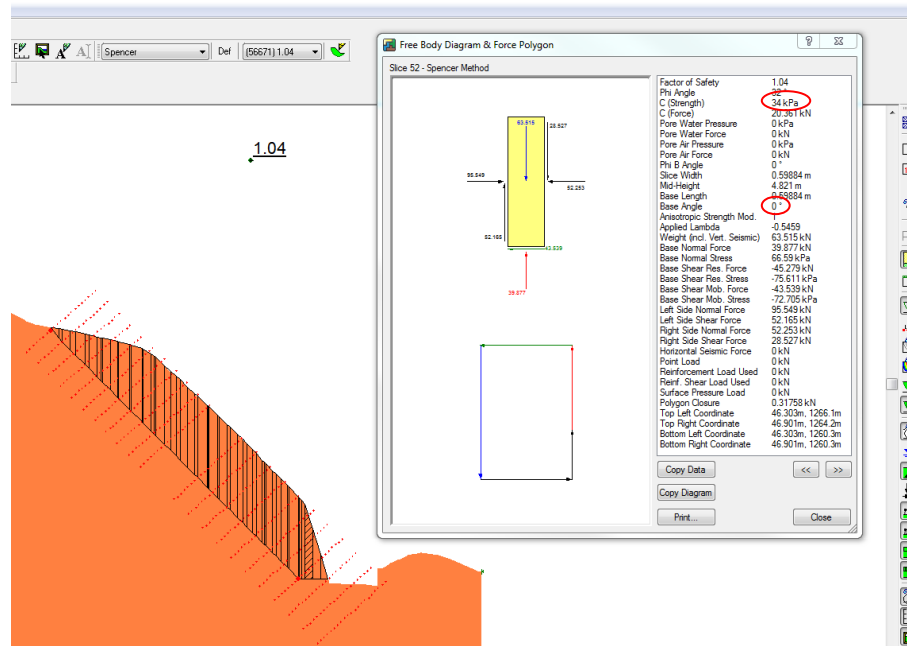 Spencer
Def
(56671) 1.04
1.04
Free Body Diagram & Force Polygon
Slice 52 - Spencer Method
63.515
28.527
95.549
52.253
52.165
43.539
39.877
Factor of Safety 1.04
Phi Angle 32 °
C (Strength) 34 kPa
C (Force) 20.361 kN
Pore Water Pressure 0 kPa
Pore Water Force 0 kN
Pore Air Pressure 0 kPa
Pore Air Force 0 kN
Phi B Angle 0 °
Slice Width 0.59884 m
Mid-Height 4.821 m
Base Length 0.59884 m
Base Angle 0 °
Anisotropic Strength Mod. 1
Applied Lambda -0.5459
Weight (incl. Vert. Seismic) 63.515 kN
Base Normal Force 39.877 kN
Base Normal Stress 66.59 kPa
Base Shear Res. Force -45.279 kN
Base Shear Res. Stress -75.611 kPa
Base Shear Mob. Force -43.539 kN
Base Shear Mob. Stress -72.705 kPa
Left Side Normal Force 95.549 kN
Left Side Shear Force 52.165 kN
Right Side Normal Force 52.253 kN
Right Side Shear Force 28.527 kN
Horizontal Seismic Force 0 kN
Point Load 0 kN
Reinforcement Load Used 0 kN
Reinf. Shear Load Used 0 kN
Surface Pressure Load 0 kN
Polygon Closure 0.31758 kN
Top Left Coordinate 46.303m, 1266.1m
Top Right Coordinate 46.901m, 1264.2m
Bottom Left Coordinate 46.303m, 1260.3m
Bottom Right Coordinate 46.901m, 1260.3m
Copy Data
<<
>>
Copy Diagram
Print...
Close